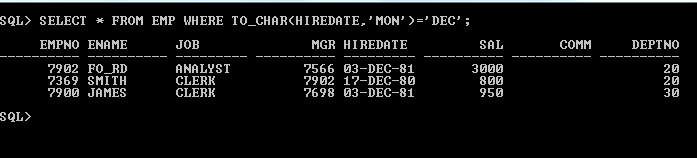 SQL> SELECT * FROM EMP WHERE TO_CHAR(HIREDATE,'MON')='DEC';
EMPNO ENAME JOB MGR HIREDATE SAL COMM DEPTNO
7902 FO_RD ANALYST 7566 03-DEC-81 3000 20
7369 SMITH CLERK 7902 17-DEC-80 800 20
7900 JAMES CLERK 7698 03-DEC-81 950 30
SQL>